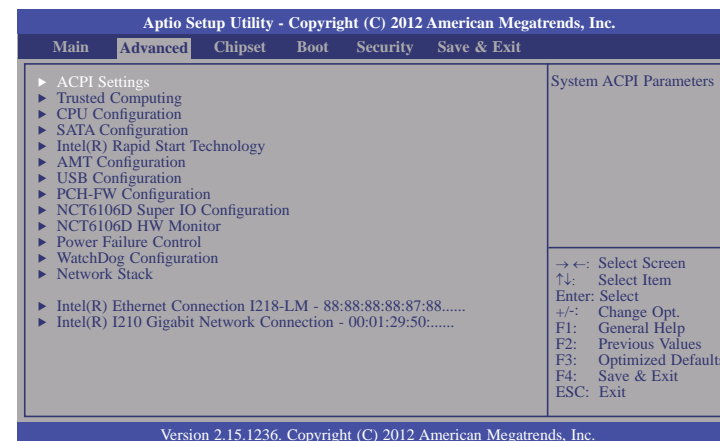 Aptio Setup Utility - Copyright (C) 2012 American Megatrends, Inc.
Main Advanced Chipset Boot Security Save & Exit
► ACPI Settings
► Trusted Computing
► CPU Configuration
► SATA Configuration
► Intel(R) Rapid Start Technology
► AMT Configuration
► USB Configuration
► PCH-FW Configuration
► NCT6106D Super IO Configuration
► NCT6106D HW Monitor
► Power Failure Control
► WatchDog Configuration
► Network Stack
► Intel(R) Ethernet Connection I218-LM - 88:88:88:88:87:88......
► Intel(R) I210 Gigabit Network Connection - 00:01:29:50:......
System ACPI Parameters
→←: Select Screen
↑↓: Select Item
Enter: Select
+/-: Change Opt.
F1: General Help
F2: Previous Values
F3: Optimized Defaults
F4: Save & Exit
ESC: Exit
Version 2.15.1236. Copyright (C) 2012 American Megatrends, Inc.